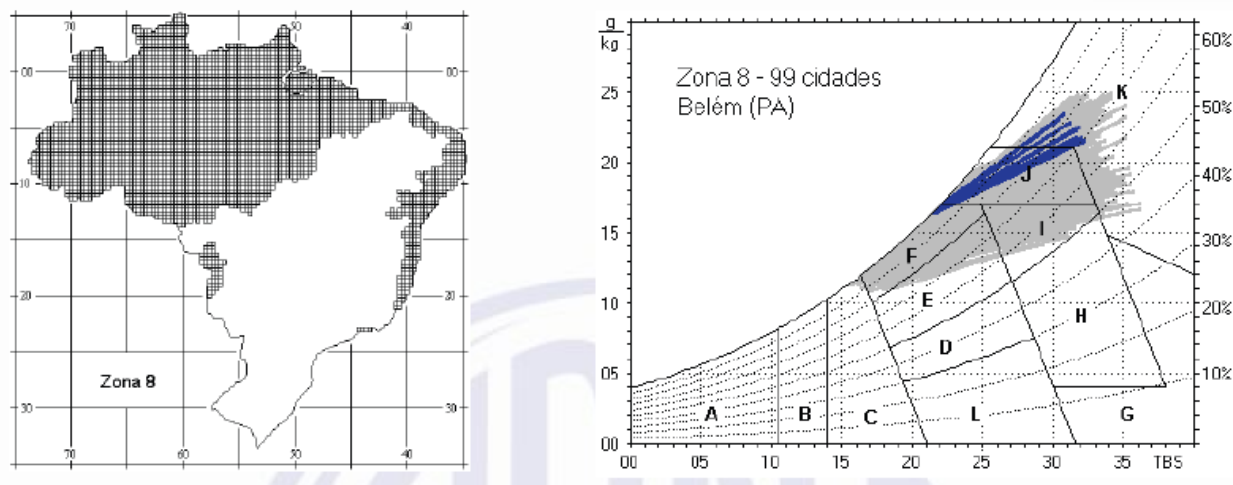 70 60 50 40
00 00
10 10
20 20
Zona 8
30 30
70 60 50 40
g
kg
Zona 8 - 99 cidades
Belém (PA)
60%
K
25
50%
20
J
40%
15
I
30%
F
10
E
20%
H
D
05
10%
A B C L G
00
00 05 10 15 20 25 30 35 TBS